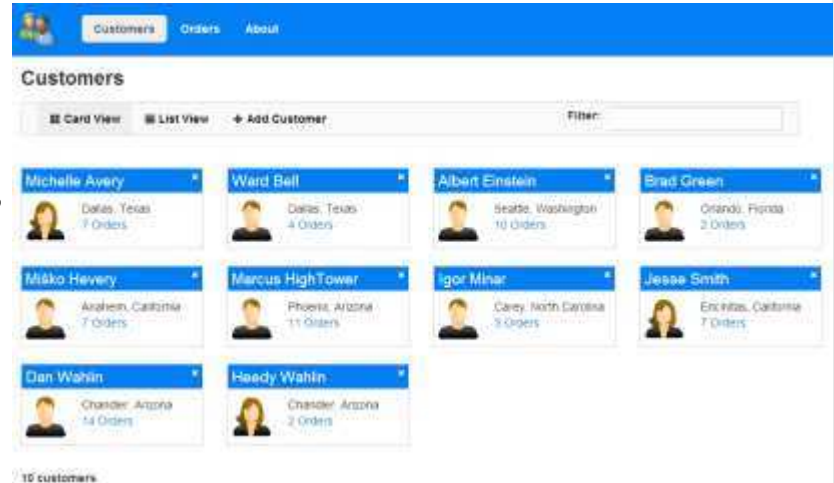 Customers Orders About
Customers
Card View List View + Add Customer Filter:
Michelle Avery Ward Bell Albert Einstein Brad Green
Dallas, Texas Dallas, Texas Seattle, Washington Orlando, Florida
7 Orders 4 Orders 10 Orders 2 Orders
Miško Hevery Marcus HighTower Igor Minar Jesse Smith
Anaheim, California Phoenix, Arizona Carey, North Carolina Encinitas, California
7 Orders 11 Orders Orders 7 Orders
Dan Wahlin Heedy Wahlin
Chandler, Arizona Chandler, Arizona
14 Orders 2 Orders
10 customers